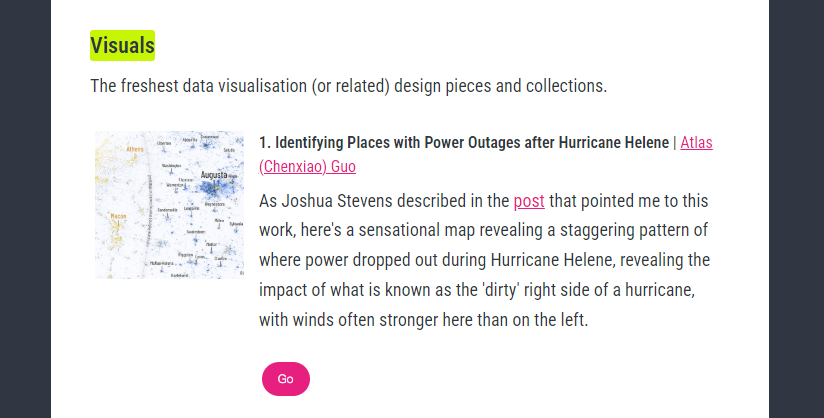 Visuals
The freshest data visualisation (or related) design pieces and collections.
1. Identifying Places with Power Outages after Hurricane Helene | Atlas
(Chenxiao) Guo
As Joshua Stevens described in the post that pointed me to this
work, here's a sensational map revealing a staggering pattern of
where power dropped out during Hurricane Helene, revealing the
impact of what is known as the 'dirty' right side of a hurricane,
with winds often stronger here than on the left.
Athens
Augusta
Macon
Go